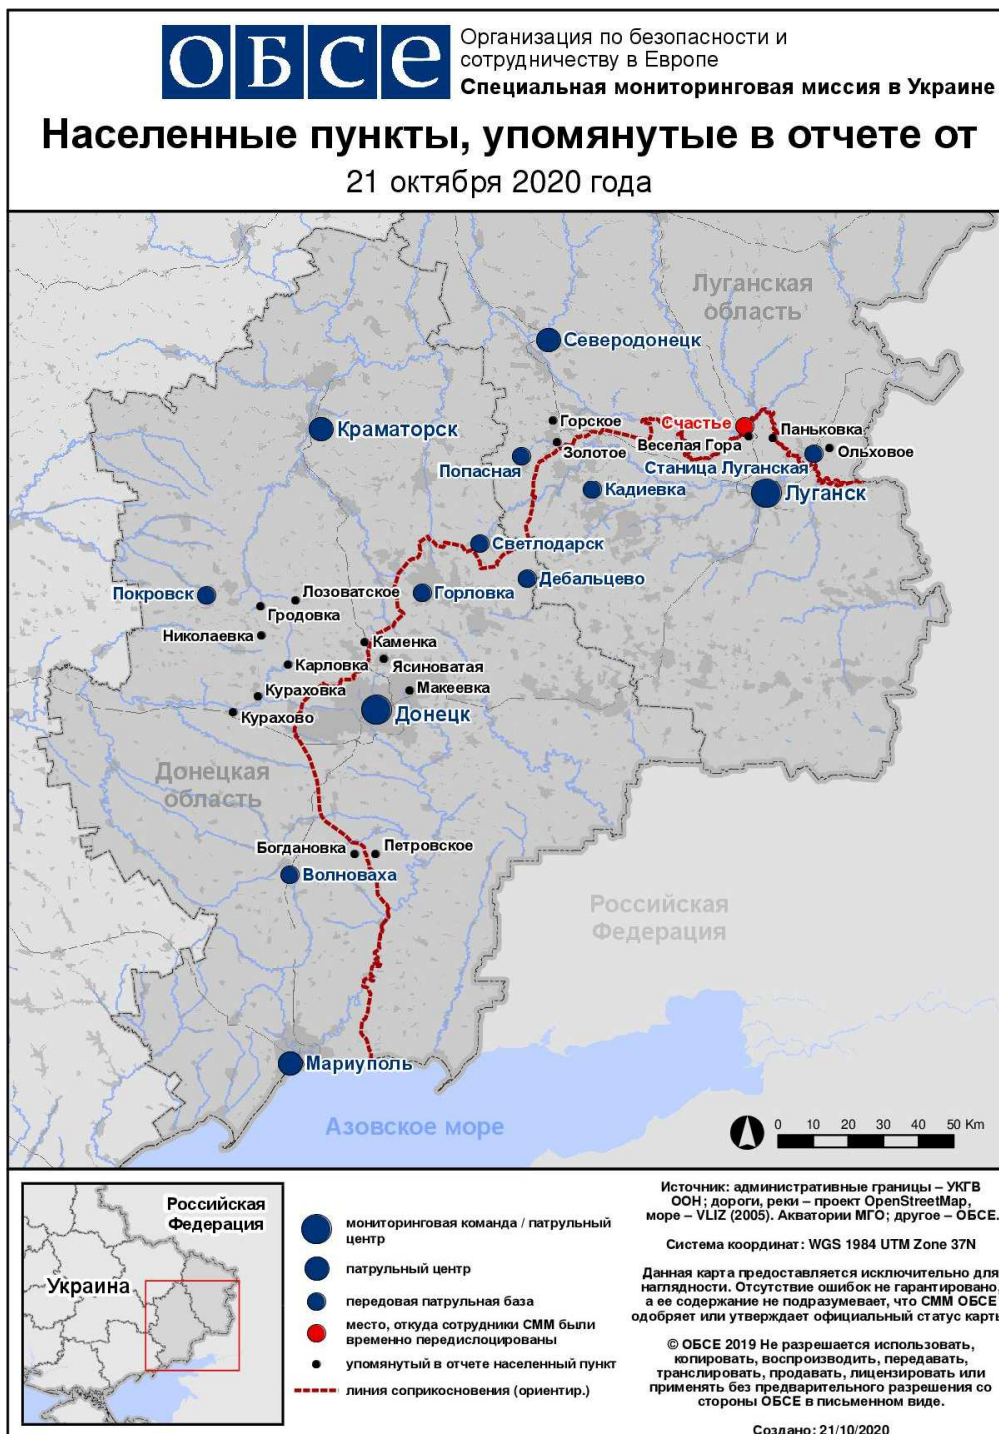 ОБСЕ
Организация по безопасности и
сотрудничеству в Европе
Специальная мониторинговая миссия в Украине
Населенные пункты, упомянутые в отчете от
21 октября 2020 года
Луганская
область
Северодонецк
Горское
Счастье
Паньковка
Краматорск
Золотое
Веселая Гора
Ольховое
Попасная
Станица Луганская
Кадиевка
Луганск
Светлодарск
Дебальцево
Покровск
Лозоватское
Горловка
Гродовка
Николаевка
Каменка
Карловка
Ясиноватая
Кураховка
Макеевка
Курахово
Донецк
Донецкая
область
Богдановка
Петровское
Волноваха
Российская
Федерация
Мариуполь
Азовское море
0 10 20 30 40 50 Km
Российская
Федерация
Украина
мониторинговая команда / патрульный
центр
патрульный центр
передовая патрульная база
место, откуда сотрудники СММ были
временно передислоцированы
упомянутый в отчете населенный пункт
линия соприкосновения (ориентир.)
Источник: административные границы – УКГВ
ООН; дороги, реки – проект OpenStreetMap,
море – VLIZ (2005). Акватории МГО; другое – ОБСЕ.
Система координат: WGS 1984 UTM Zone 37N
Данная карта предоставляется исключительно для
наглядности. Отсутствие ошибок не гарантировано,
а ее содержание не подразумевает, что СММ ОБСЕ
одобряет или утверждает официальный статус карты
© ОБСЕ 2019 Не разрешается использовать,
копировать, воспроизводить, передавать,
транслировать, продавать, лицензировать или
применять без предварительного разрешения со
стороны ОБСЕ в письменном виде.
Создано: 21/10/2020